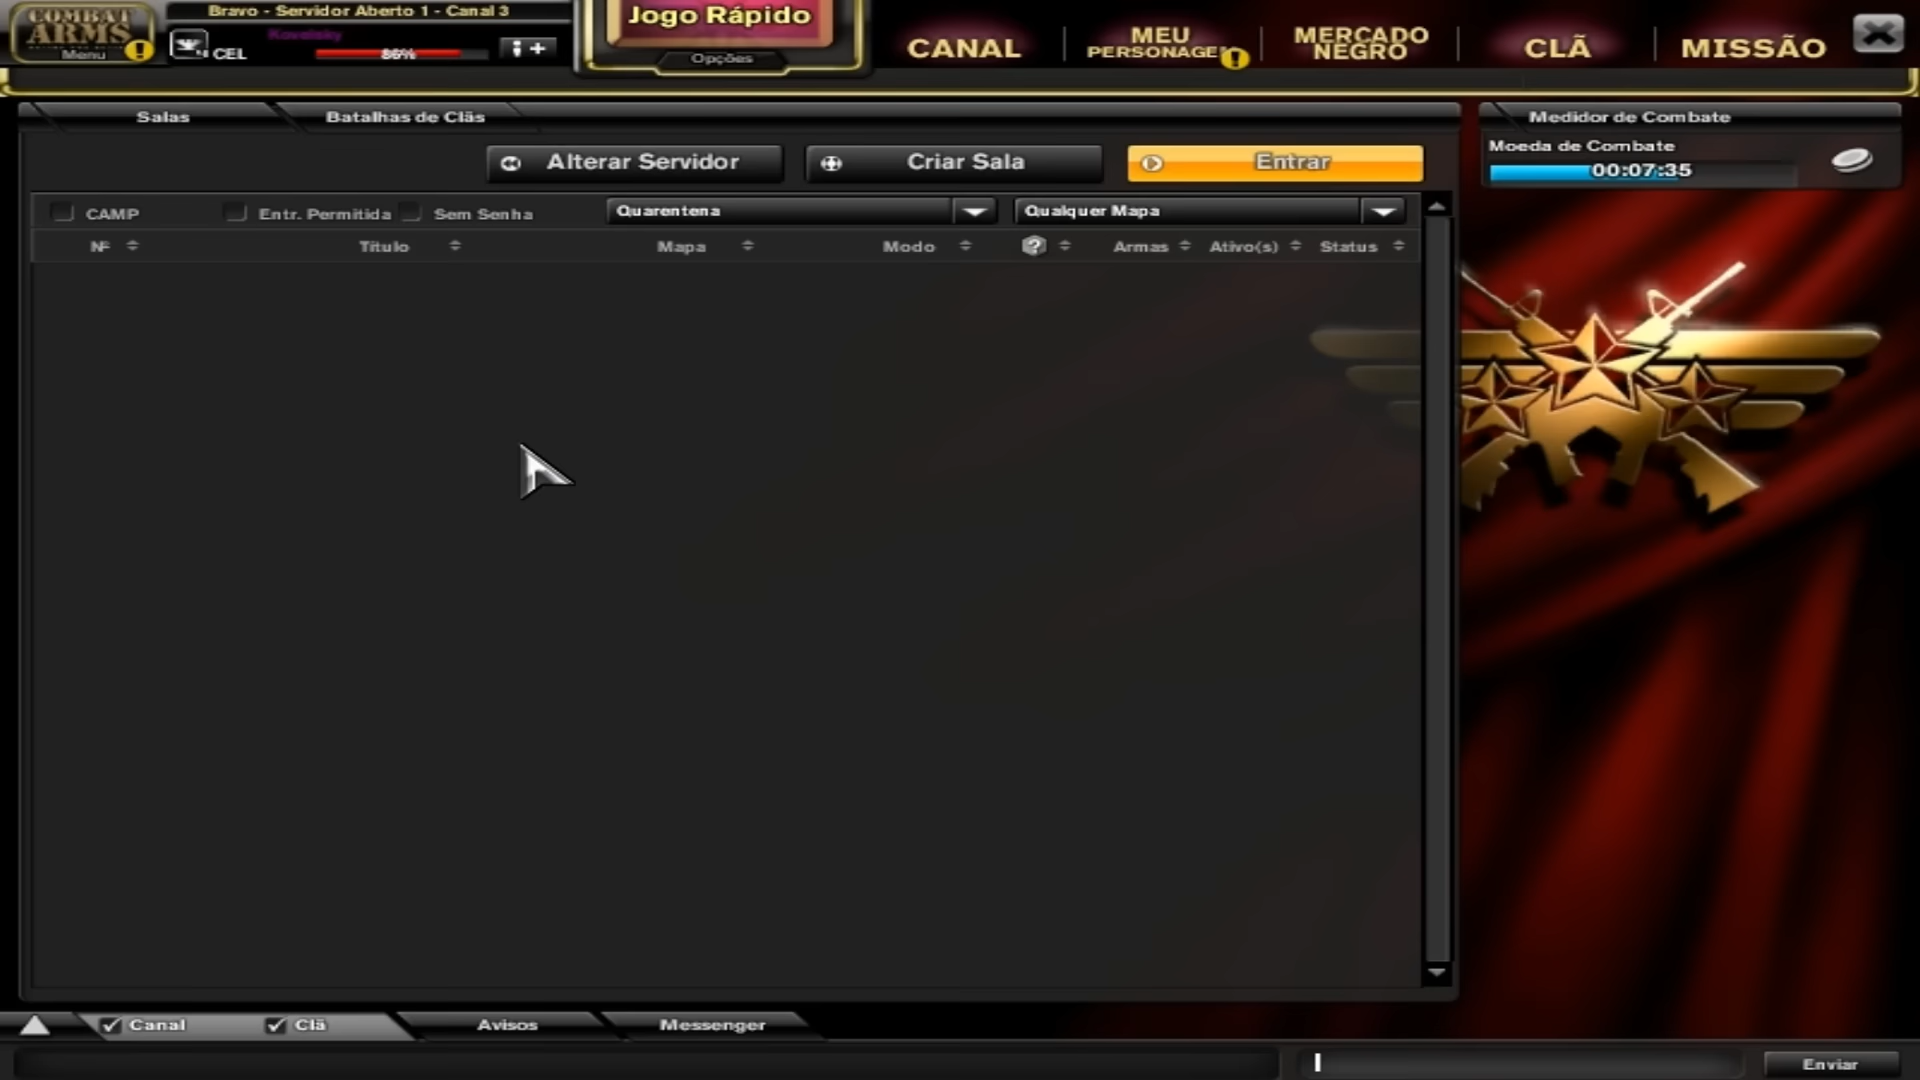 COMBAT ARMS
Menu
Bravo - Servidor Aberto 1 - Canal 3
Kovalsky
CEL
86%
Jogo Rápido
Opções
CANAL
MEU PERSONAGEM
MERCADO NEGRO
CLÃ
MISSÃO
Salas
Batalhas de Clãs
Medidor de Combate
Moeda de Combate
00:07:35
Alterar Servidor
Criar Sala
Entrar
CAMP
Entr. Permitida
Sem Senha
Quarentena
Qualquer Mapa
Nº
Título
Mapa
Modo
Armas
Ativo(s)
Status
Canal
Clã
Avisos
Messenger
Enviar